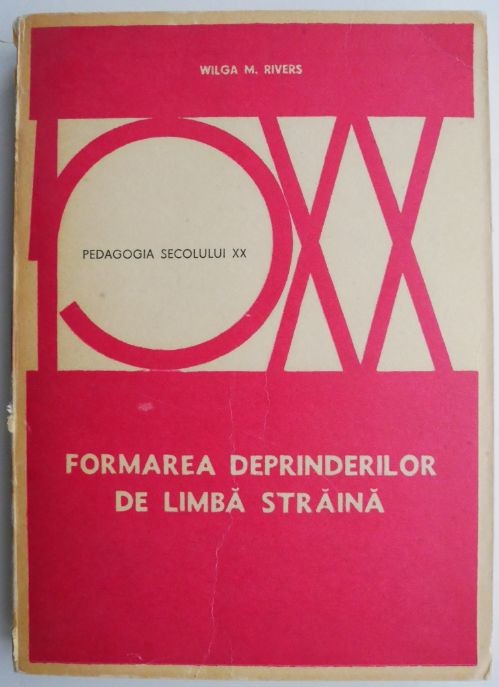 WILGA M. RIVERS
PEDAGOGIA SECOLULUI XX
FORMAREA DEPRINDERILOR
DE LIMBĂ STRĂINĂ